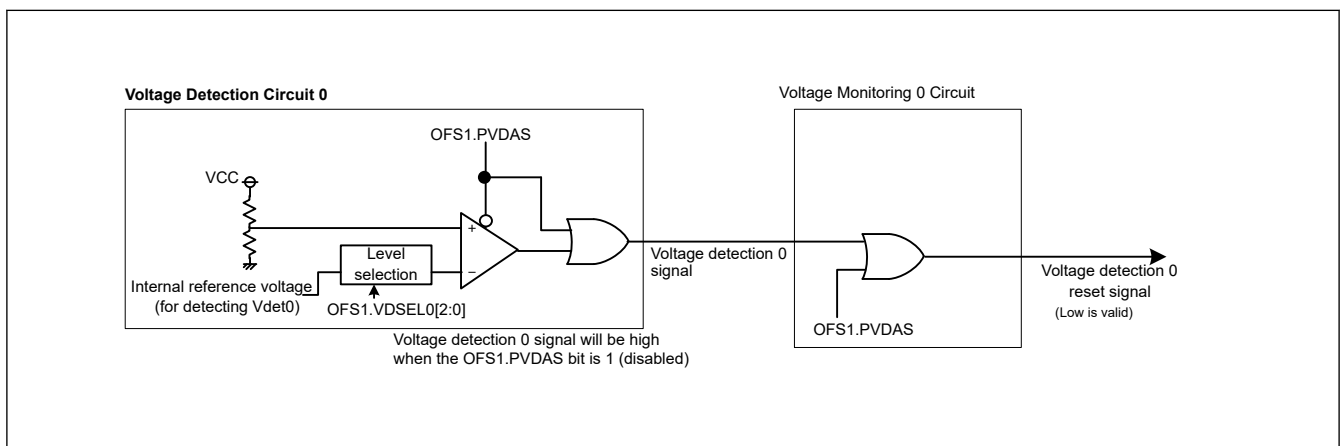 Voltage Detection Circuit 0
Voltage Monitoring 0 Circuit
OFS1.PVDAS
VCC
+
Level
selection
−
Internal reference voltage
(for detecting Vdet0)
OFS1.VDSEL0[2:0]
Voltage detection 0
signal
OFS1.PVDAS
Voltage detection 0
reset signal
(Low is valid)
Voltage detection 0 signal will be high
when the OFS1.PVDAS bit is 1 (disabled)